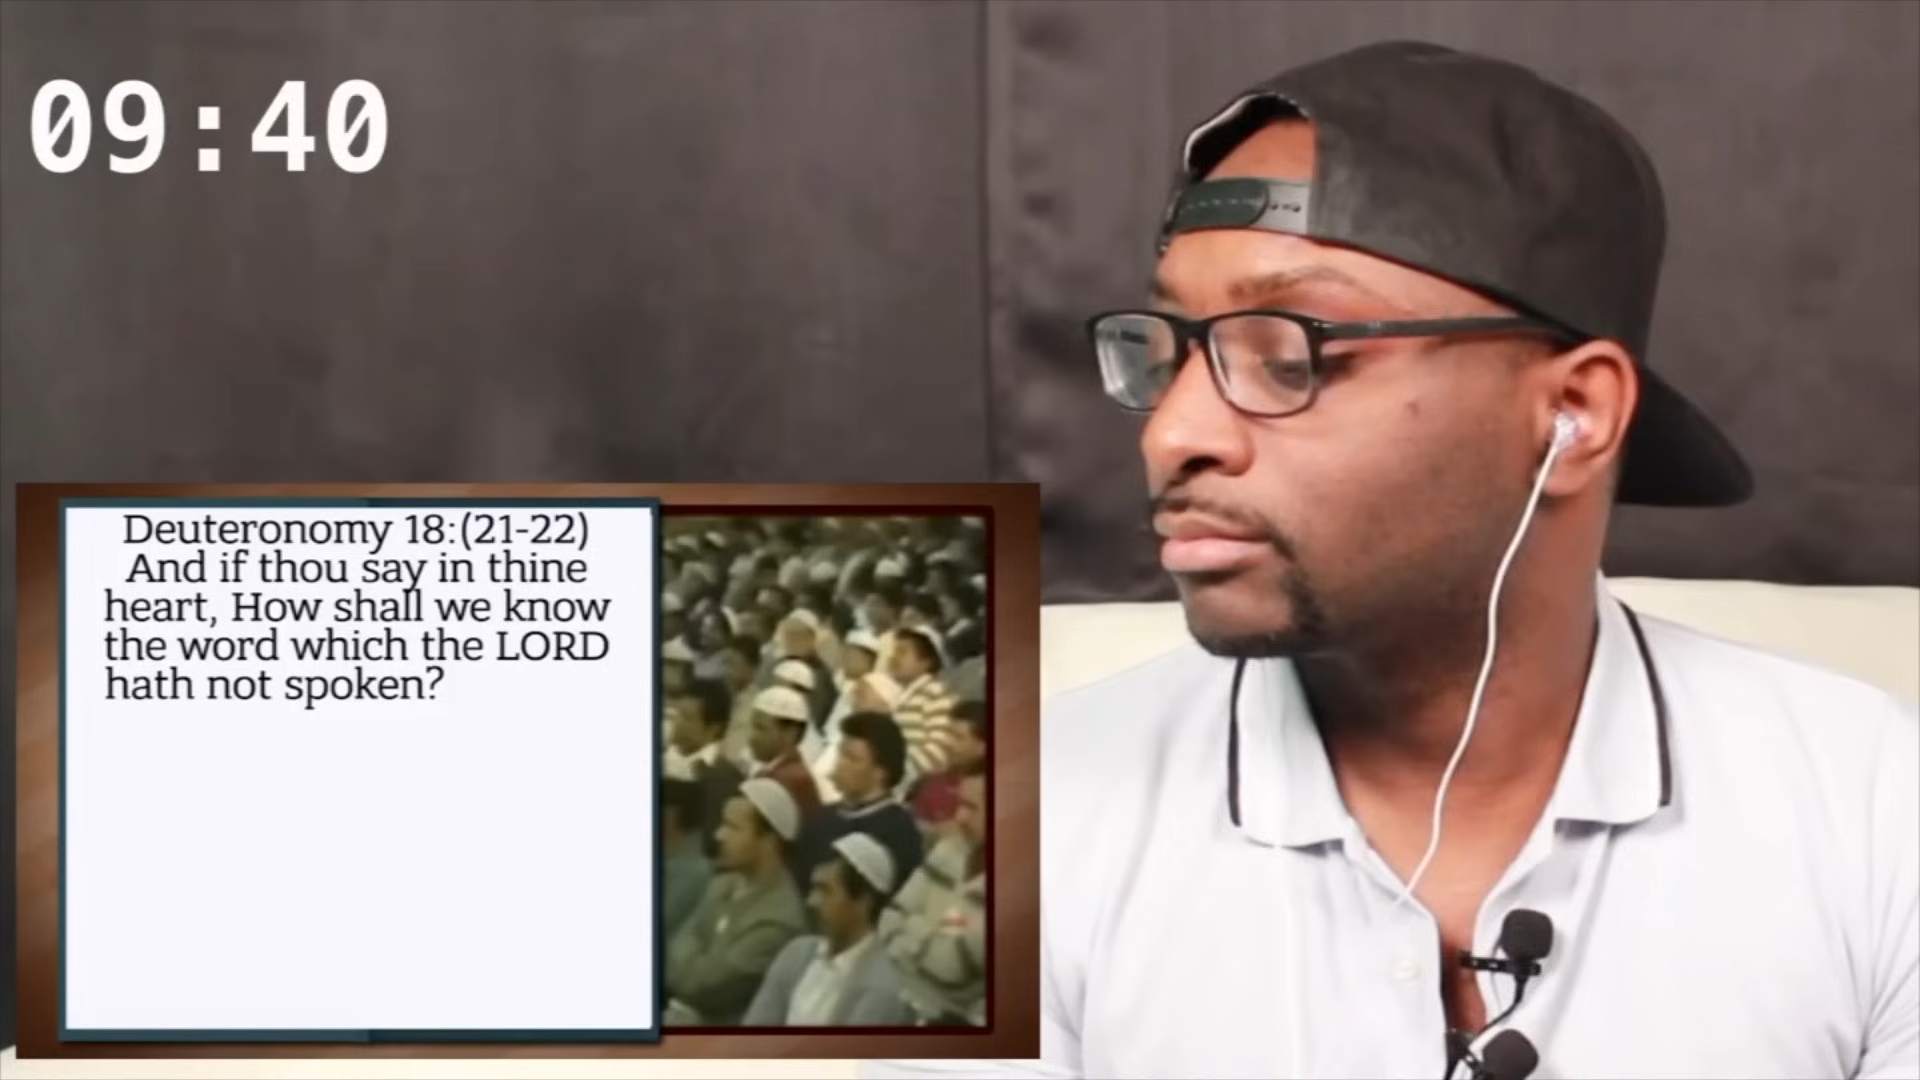 09:40
Deuteronomy 18:(21-22)
And if thou say in thine
heart, How shall we know
the word which the LORD
hath not spoken?